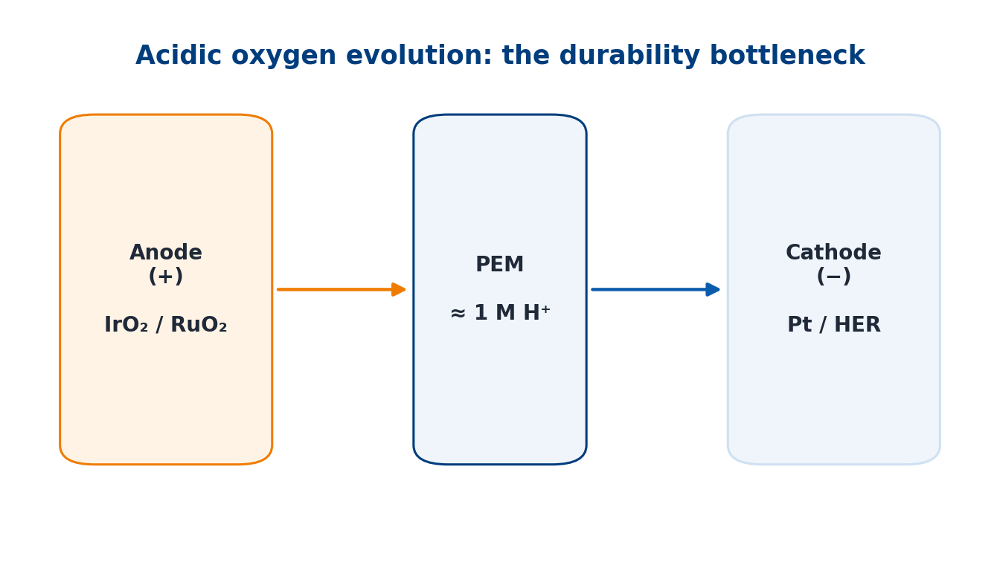 Acidic oxygen evolution: the durability bottleneck
Anode
(+)
IrO₂ / RuO₂
PEM
≈ 1 M H⁺
Cathode
(−)
Pt / HER